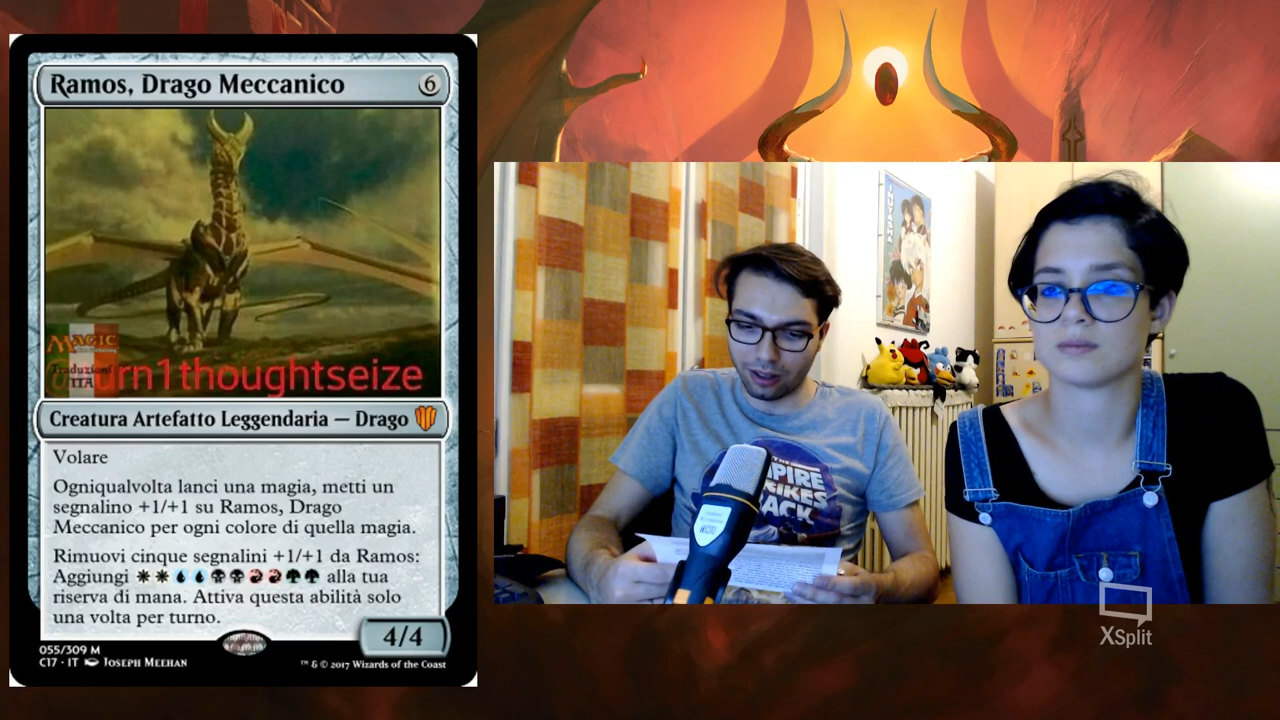 Ramos, Drago Meccanico
6
MAGIC
Traduzioni
ITA
urn1thoughtseize
Creatura Artefatto Leggendaria — Drago
Volare
Ogniqualvolta lanci una magia, metti un
segnalino +1/+1 su Ramos, Drago
Meccanico per ogni colore di quella magia.
Rimuovi cinque segnalini +1/+1 da Ramos:
Aggiungi alla tua
riserva di mana. Attiva questa abilità solo
una volta per turno.
4/4
055/309 M
C17 · IT JOSEPH MEEHAN
™ & © 2017 Wizards of the Coast
INUYASHA
THE
EMPIRE
STRIKES
BACK
XSplit